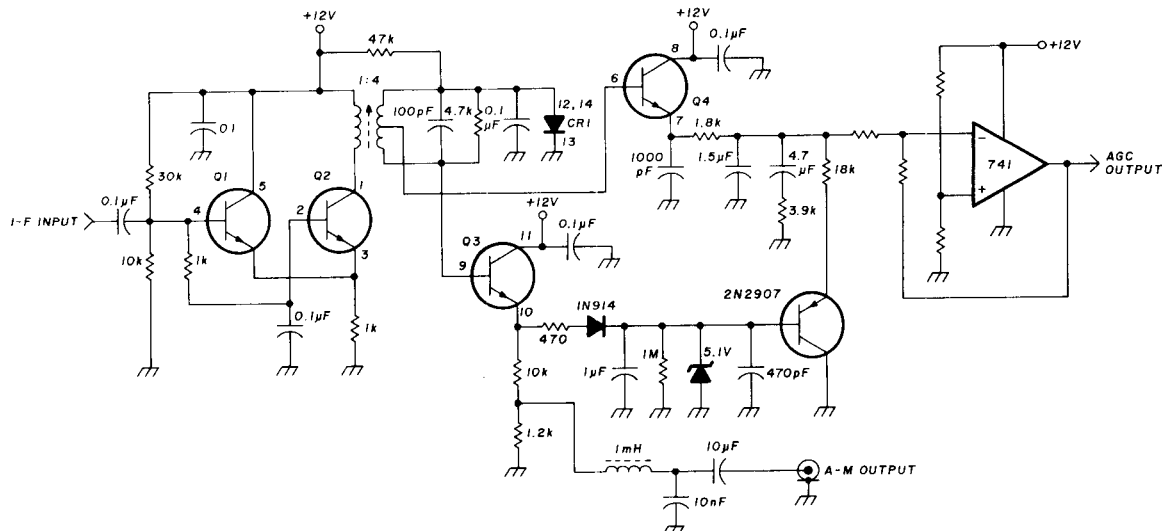 +12V
47k
1:4
0.1
30k
Q1
5
Q2
1
0.1µF
I-F INPUT
4
2
3
10k
1k
0.1µF
1k
100pF
4.7k
0.1
µF
12, 14
CR1
13
+12V
8
0.1µF
6
Q4
7
1.8k
1000
pF
1.5µF
4.7
µF
3.9k
18k
+12V
-
741
+
AGC
OUTPUT
+12V
Q3
11
0.1µF
9
10
470
1N914
2N2907
10k
1µF
1M
5.1V
470pF
1.2k
1mH
10µF
A-M OUTPUT
10nF